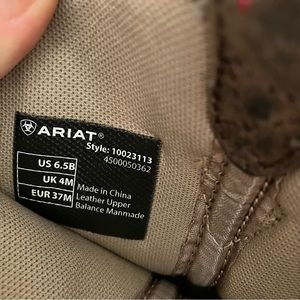 ARIAT®
Style: 10023113
4500050362
US 6.5B
UK 4M
EUR 37M
Made in China
Leather Upper
Balance Manmade